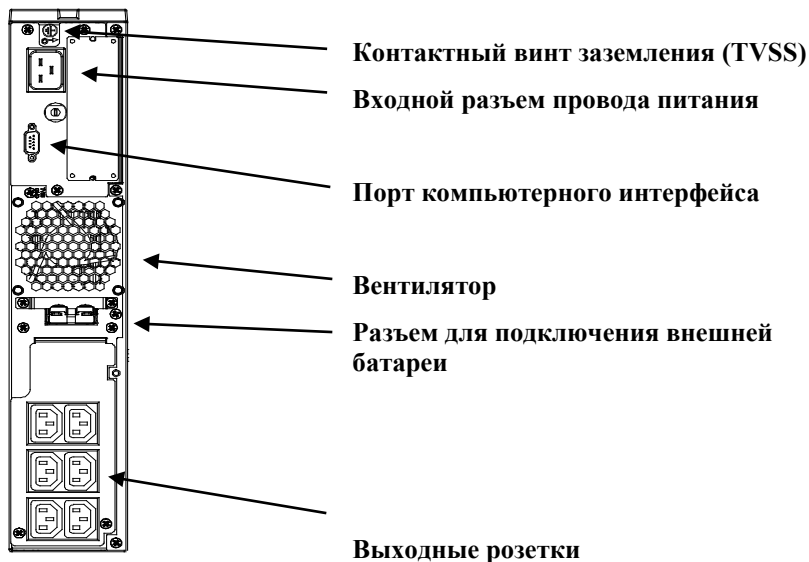 Контактный винт заземления (TVSS)
Входной разъем провода питания
Порт компьютерного интерфейса
Вентилятор
Разъем для подключения внешней
батареи
Выходные розетки